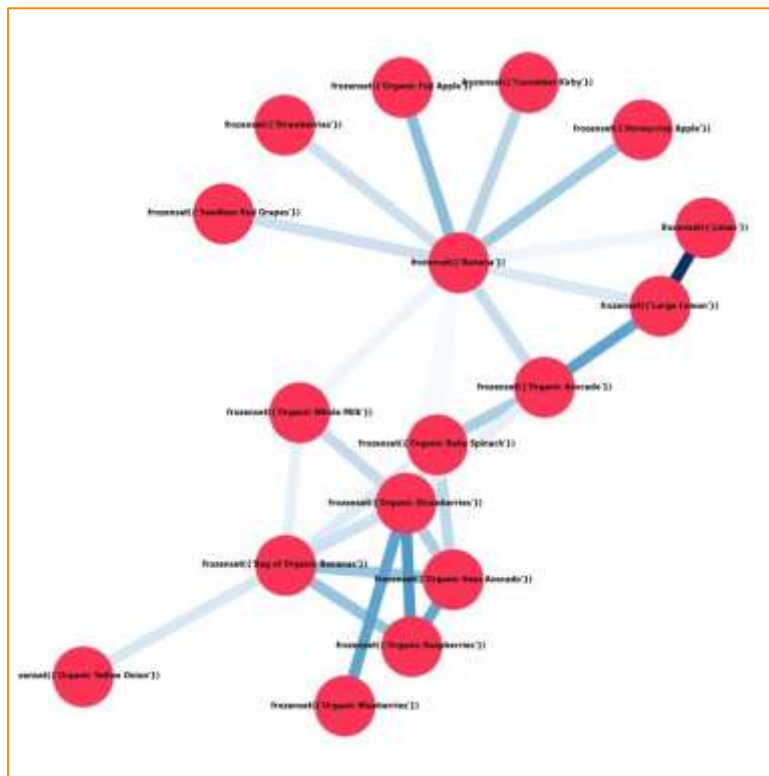 frozenset({'Organic Fuji Apple'})
frozenset({'Cucumber Kirby'})
frozenset({'Strawberries'})
frozenset({'Honeycrisp Apple'})
frozenset({'Seedless Red Grapes'})
frozenset({'Limes'})
frozenset({'Banana'})
frozenset({'Large Lemon'})
frozenset({'Organic Avocado'})
frozenset({'Organic Whole Milk'})
frozenset({'Organic Baby Spinach'})
frozenset({'Organic Strawberries'})
frozenset({'Bag of Organic Bananas'})
frozenset({'Organic Hass Avocado'})
frozenset({'Organic Raspberries'})
zenset({'Organic Yellow Onion'})
frozenset({'Organic Blueberries'})